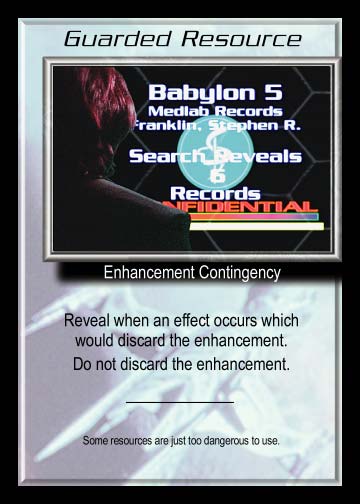 Guarded Resource
Babylon 5
Medlab Records
Franklin, Stephen R.
Search Reveals
6
Records
NFIDENTIAL
Enhancement Contingency
Reveal when an effect occurs which
would discard the enhancement.
Do not discard the enhancement.
Some resources are just too dangerous to use.